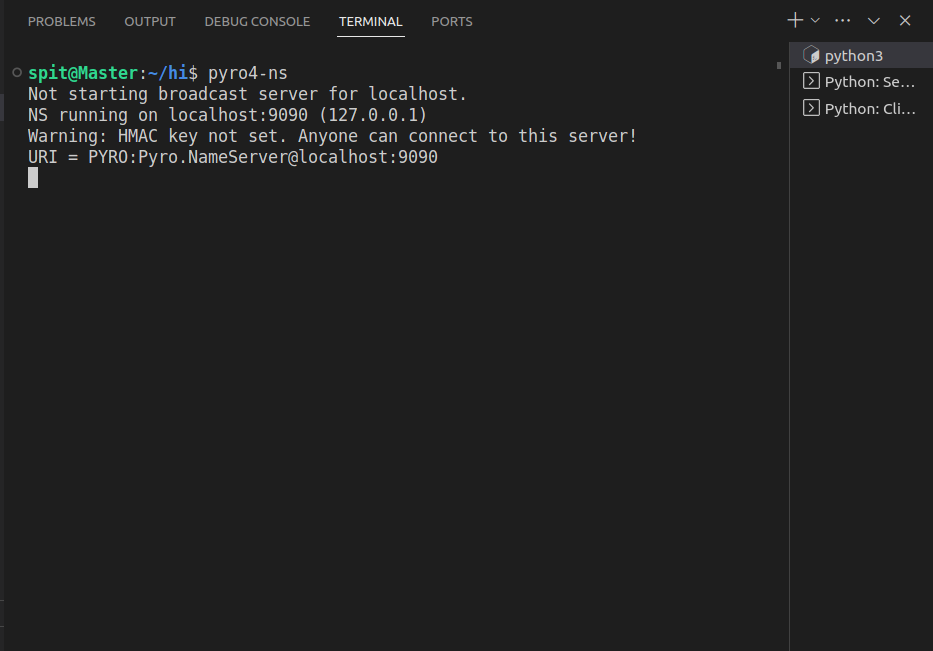 PROBLEMS OUTPUT DEBUG CONSOLE TERMINAL PORTS
spit@Master:~/hi$ pyro4-ns
Not starting broadcast server for localhost.
NS running on localhost:9090 (127.0.0.1)
Warning: HMAC key not set. Anyone can connect to this server!
URI = PYRO:Pyro.NameServer@localhost:9090
python3
Python: Se...
Python: Cli...